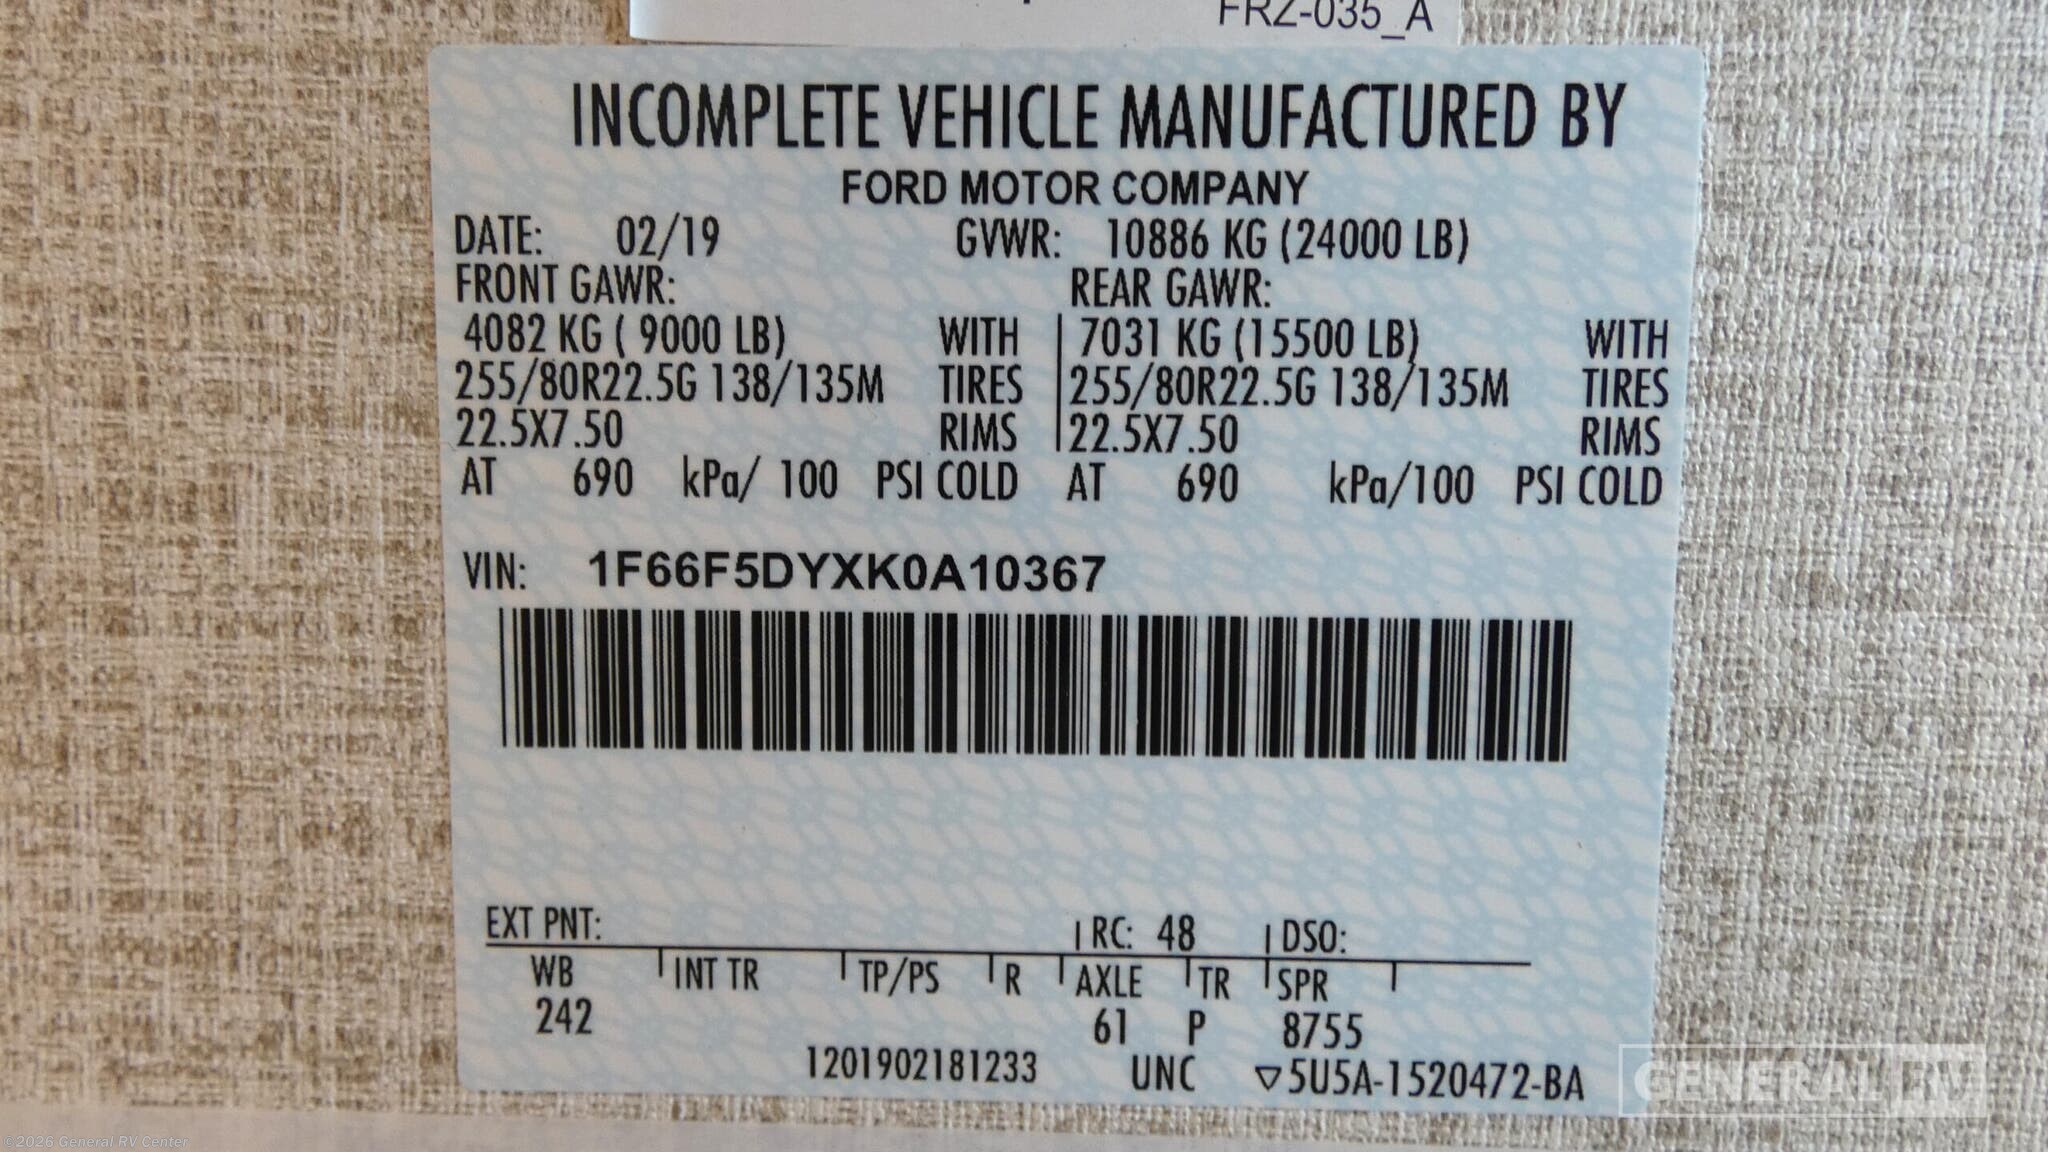 FRZ-035_A
INCOMPLETE VEHICLE MANUFACTURED BY
FORD MOTOR COMPANY
DATE: 02/19 GVWR: 10886 KG (24000 LB)
FRONT GAWR: REAR GAWR:
4082 KG ( 9000 LB) WITH 7031 KG (15500 LB) WITH
255/80R22.5G 138/135M TIRES 255/80R22.5G 138/135M TIRES
22.5X7.50 RIMS 22.5X7.50 RIMS
AT 690 kPa/ 100 PSI COLD AT 690 kPa/100 PSI COLD
VIN: 1F66F5DYXK0A10367
EXT PNT: RC: 48 DSO:
WB INT TR TP/PS R AXLE TR SPR
242 61 P 8755
1201902181233 UNC ▽5U5A-1520472-BA
GENERAL RV
©2026 General RV Center